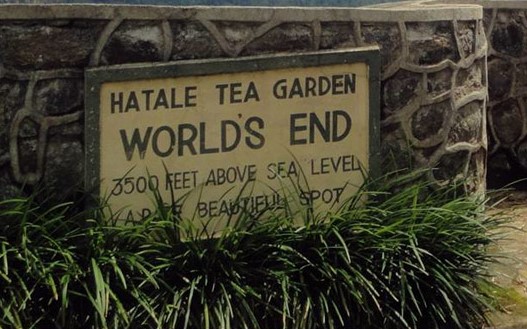 HATALE TEA GARDEN
WORLD'S END
3500 FEET ABOVE SEA LEVEL
BEAUTIFUL SPOT